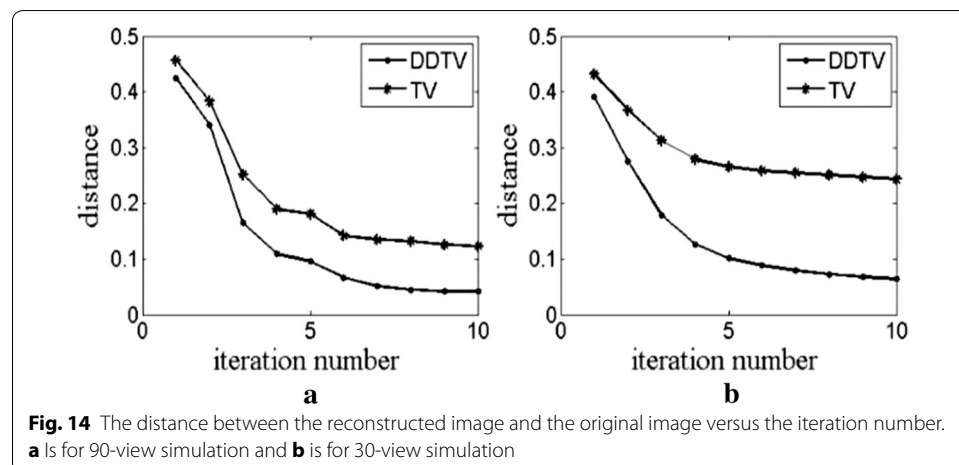 0.5
0.4
0.3
0.2
0.1
0
distance
DDTV
TV
0 5 10
iteration number
a
0.5
0.4
0.3
0.2
0.1
0
distance
DDTV
TV
0 5 10
iteration number
b
Fig. 14 The distance between the reconstructed image and the original image versus the iteration number.
a Is for 90-view simulation and b is for 30-view simulation